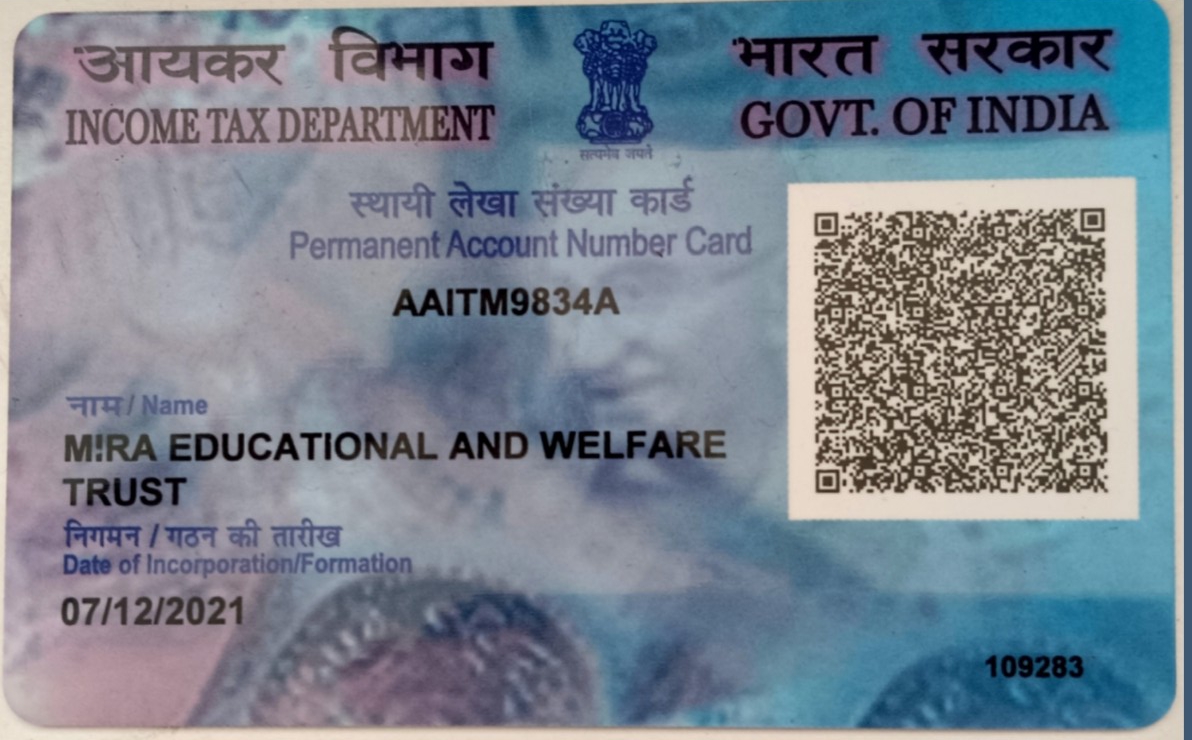 आयकर विभाग
INCOME TAX DEPARTMENT
सत्यमेव जयते
भारत सरकार
GOVT. OF INDIA
स्थायी लेखा संख्या कार्ड
Permanent Account Number Card
AAITM9834A
नाम / Name
M!RA EDUCATIONAL AND WELFARE
TRUST
निगमन / गठन की तारीख
Date of Incorporation/Formation
07/12/2021
109283